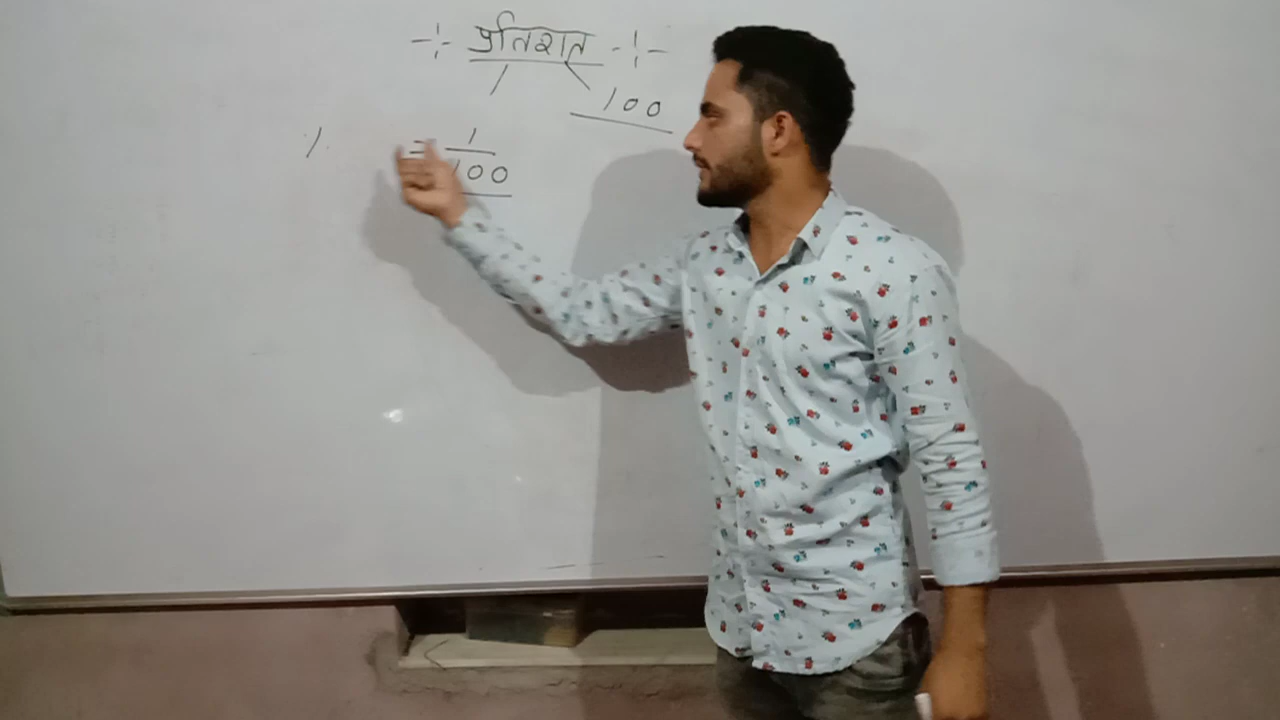 -:- प्रतिशत -:-
100
% = 1/100